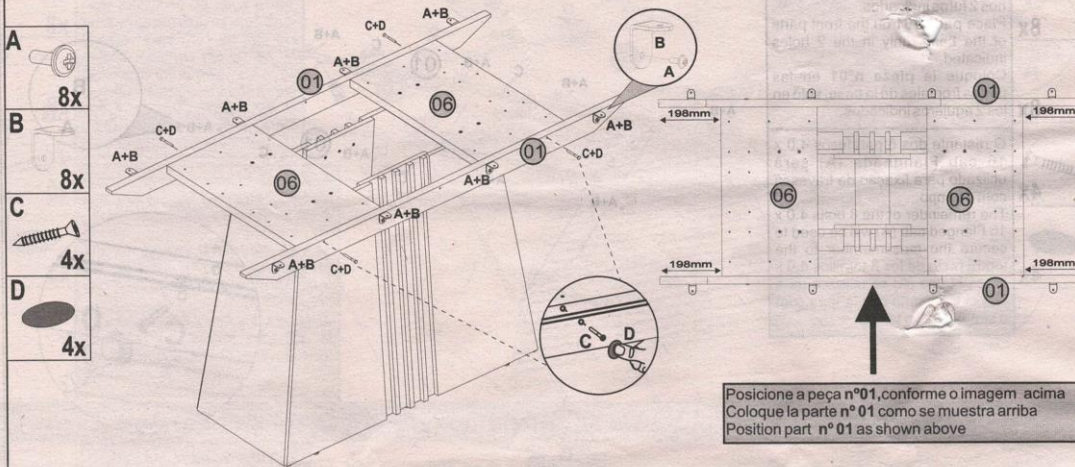 A
8x
B
8x
C
4x
D
4x
A+B
C+D
A+B
A+B
01
06
A+B
C+D
A+B
06
01
A+B
A+B
C+D
A+B
A+B
C+D
B
A
C
D
01
198mm
198mm
06
06
198mm
198mm
01
Posicione a peça nº01,conforme o imagem acima
Coloque la parte nº 01 como se muestra arriba
Position part nº 01 as shown above